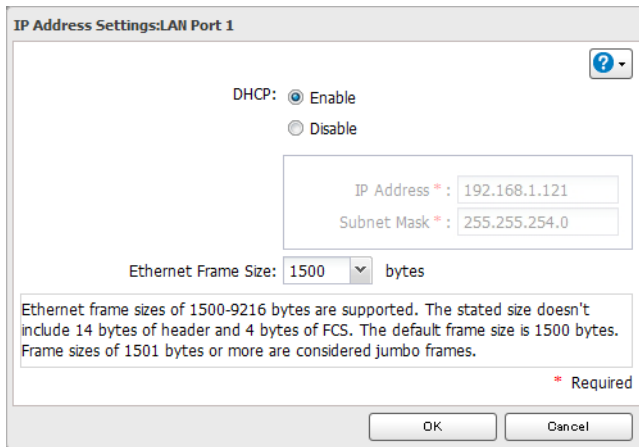 IP Address Settings:LAN Port 1
DHCP: Enable
Disable
IP Address * : 192.168.1.121
Subnet Mask * : 255.255.254.0
Ethernet Frame Size: 1500 bytes
Ethernet frame sizes of 1500-9216 bytes are supported. The stated size doesn't
include 14 bytes of header and 4 bytes of FCS. The default frame size is 1500 bytes.
Frame sizes of 1501 bytes or more are considered jumbo frames.
* Required
OK Cancel